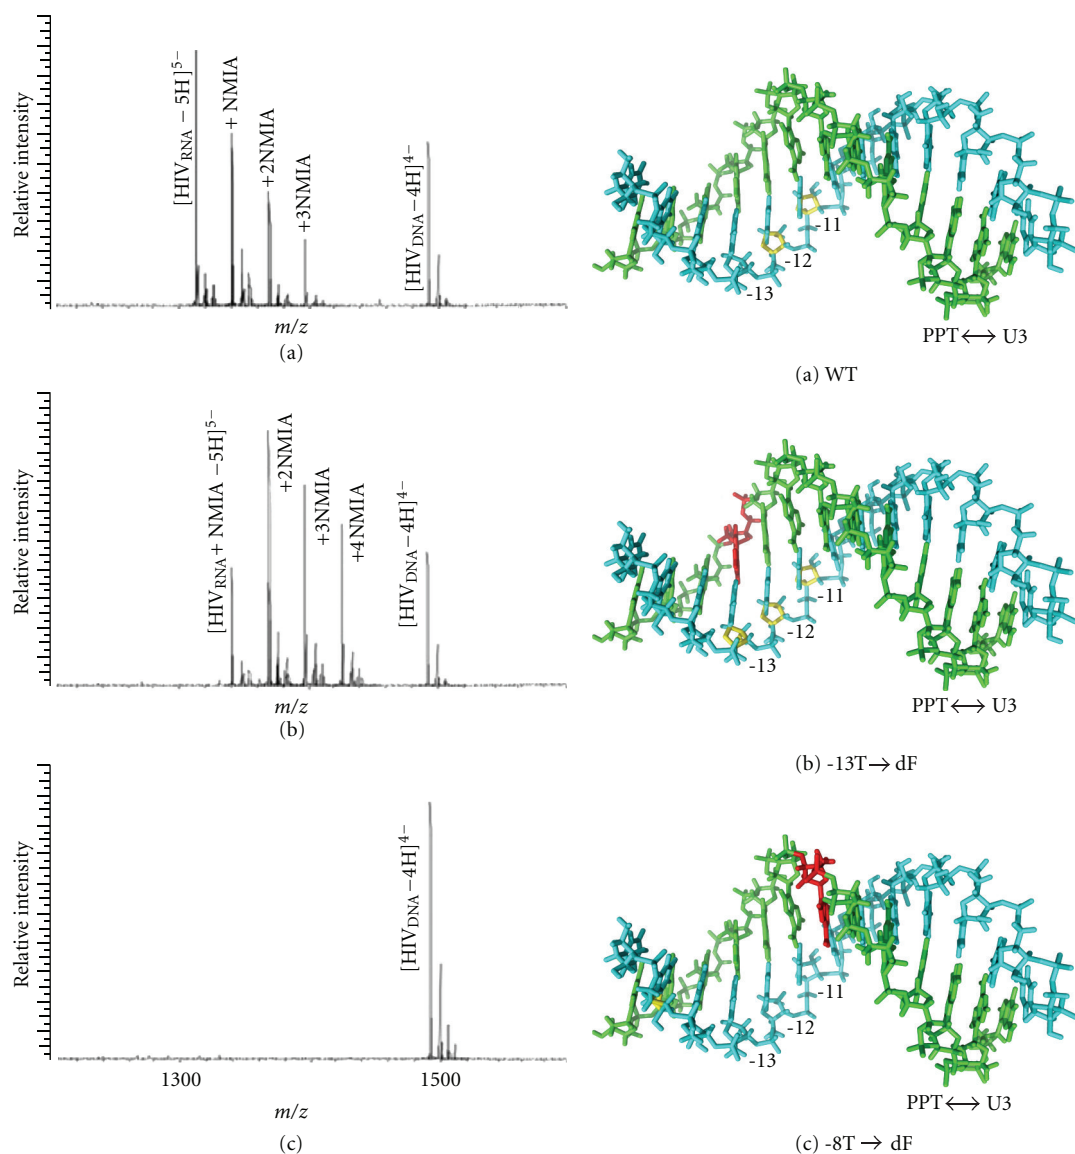 Relative intensity
[HIV_RNA − 5H]^5−
+ NMIA
+2NMIA
+3NMIA
[HIV_DNA−4H]^4−
m/z
(a)
-11
-12
-13
PPT ↔ U3
(a) WT
Relative intensity
[HIV_RNA+ NMIA −5H]^5−
+2NMIA
+3NMIA
+4NMIA
[HIV_DNA−4H]^4−
m/z
(b)
-11
-12
-13
PPT ↔ U3
(b) -13T → dF
Relative intensity
[HIV_DNA−4H]^4−
1300
1500
m/z
(c)
-11
-12
-13
PPT ↔ U3
(c) -8T → dF